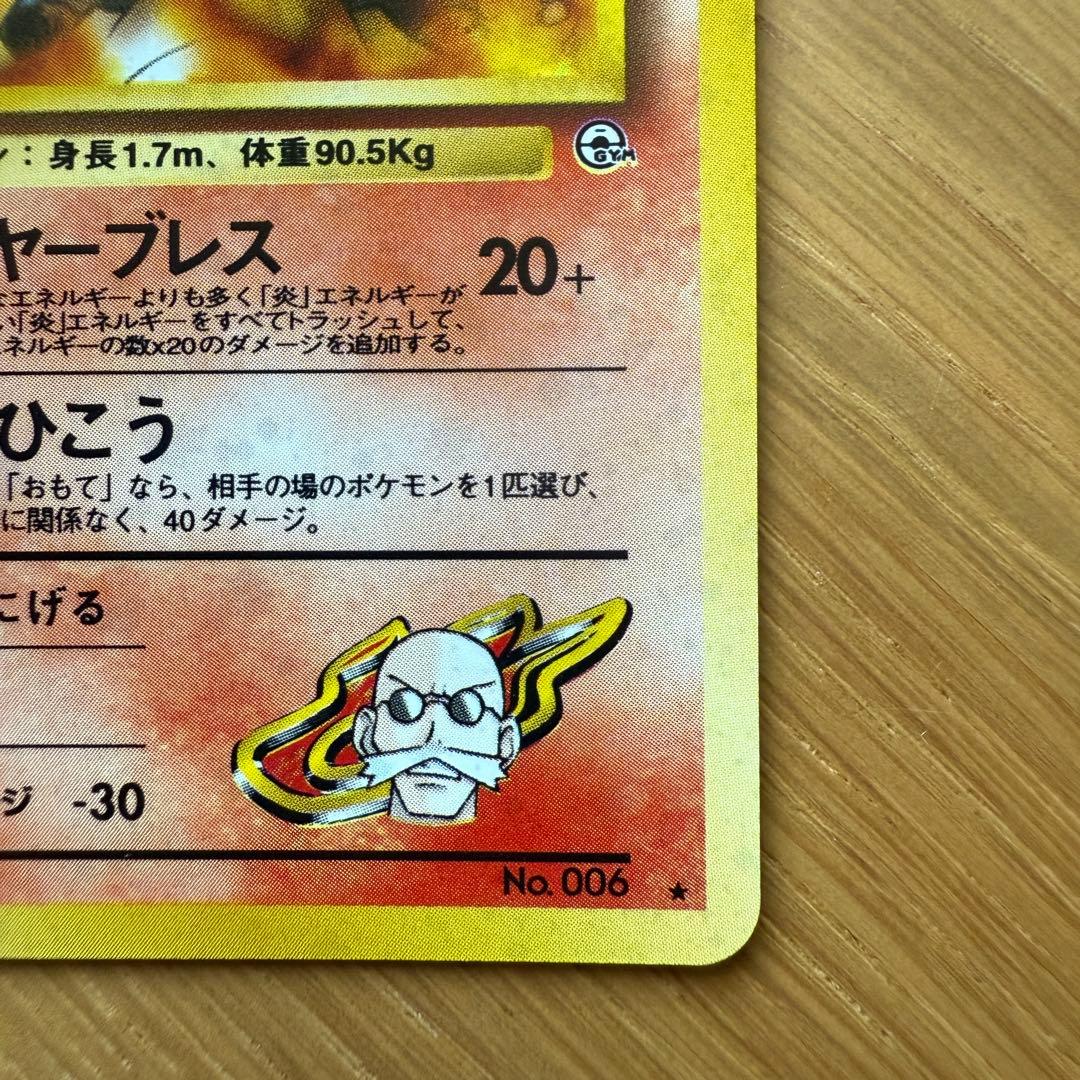 ン：身長1.7m、体重90.5Kg
GYM
ヤーブレス
20+
エネルギーよりも多く「炎」エネルギーが
「炎」エネルギーをすべてトラッシュして、
ネルギーの数x20のダメージを追加する。
ひこう
「おもて」なら、相手の場のポケモンを1匹選び、
に関係なく、40ダメージ。
にげる
ジ -30
No. 006 ★